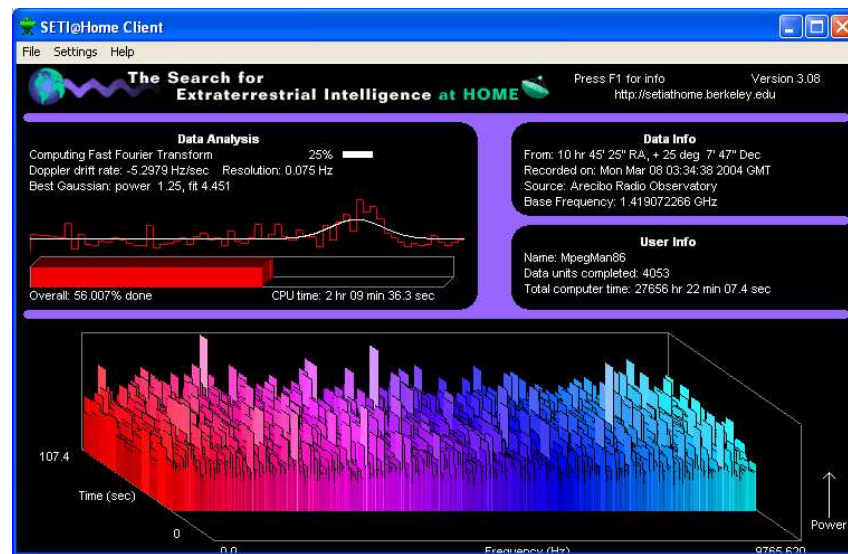 SETI@Home Client
File Settings Help
The Search for
Extraterrestrial Intelligence at HOME
Press F1 for info Version 3.08
http://setiathome.berkeley.edu
Data Analysis
Computing Fast Fourier Transform 25%
Doppler drift rate: -5.2979 Hz/sec Resolution: 0.075 Hz
Best Gaussian: power 1.25, fit 4.451
Overall: 56.007% done CPU time: 2 hr 09 min 36.3 sec
Data Info
From: 10 hr 45' 25" RA, + 25 deg 7' 47" Dec
Recorded on: Mon Mar 08 03:34:38 2004 GMT
Source: Arecibo Radio Observatory
Base Frequency: 1.419072266 GHz
User Info
Name: MpegMan86
Data units completed: 4053
Total computer time: 27656 hr 22 min 07.4 sec
107.4
Time (sec)
0
0.0 Frequency (Hz) 9765.620
Power